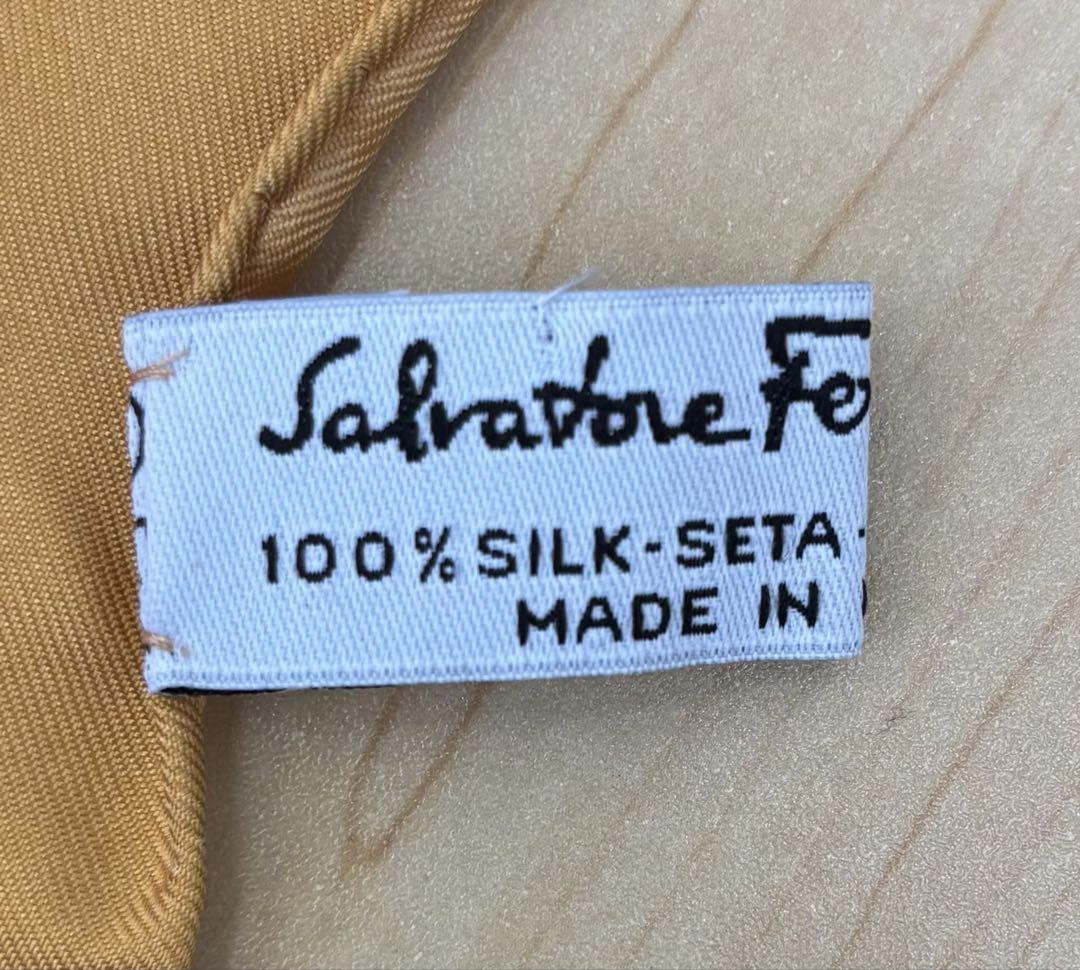 Salvatore Fe
100% SILK-SETA-
MADE IN